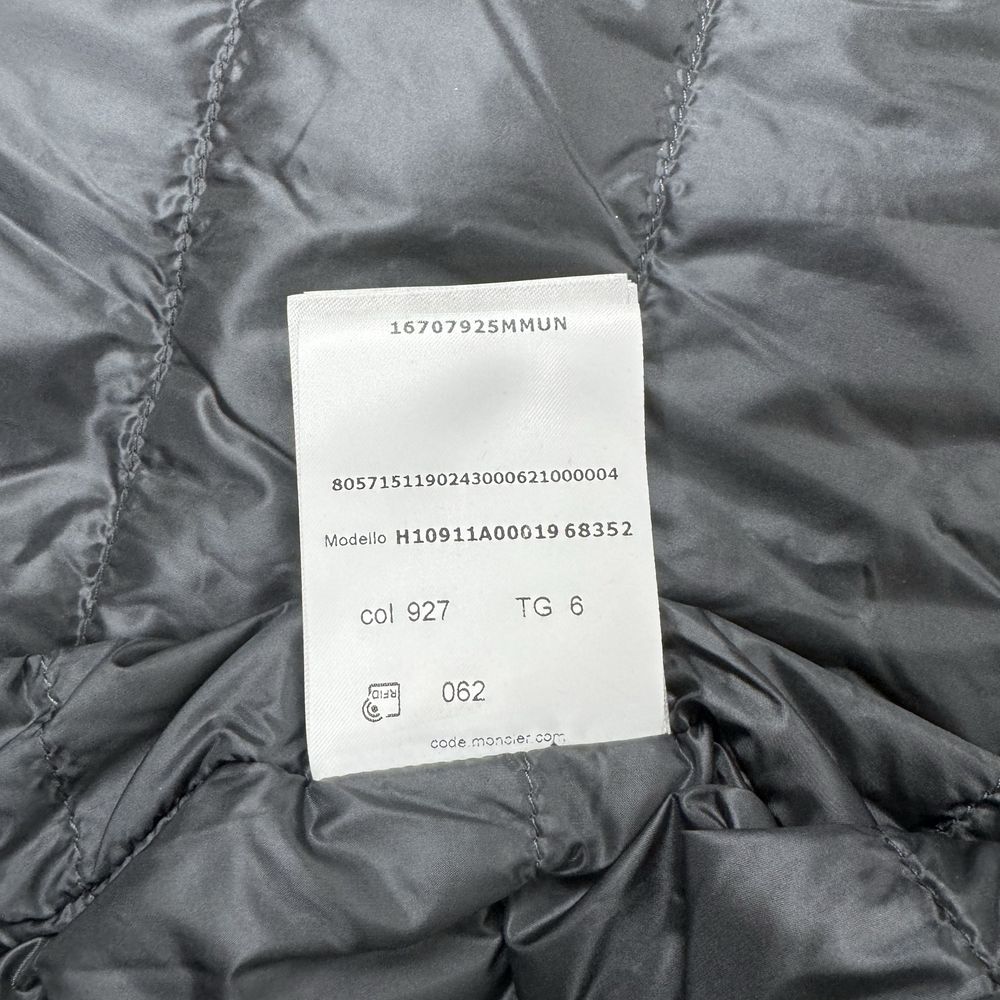 16707925MMUN
8057151190243000621000004
Modello H10911A00019 68352
col 927 TG 6
RFID 062
code.moncler.com